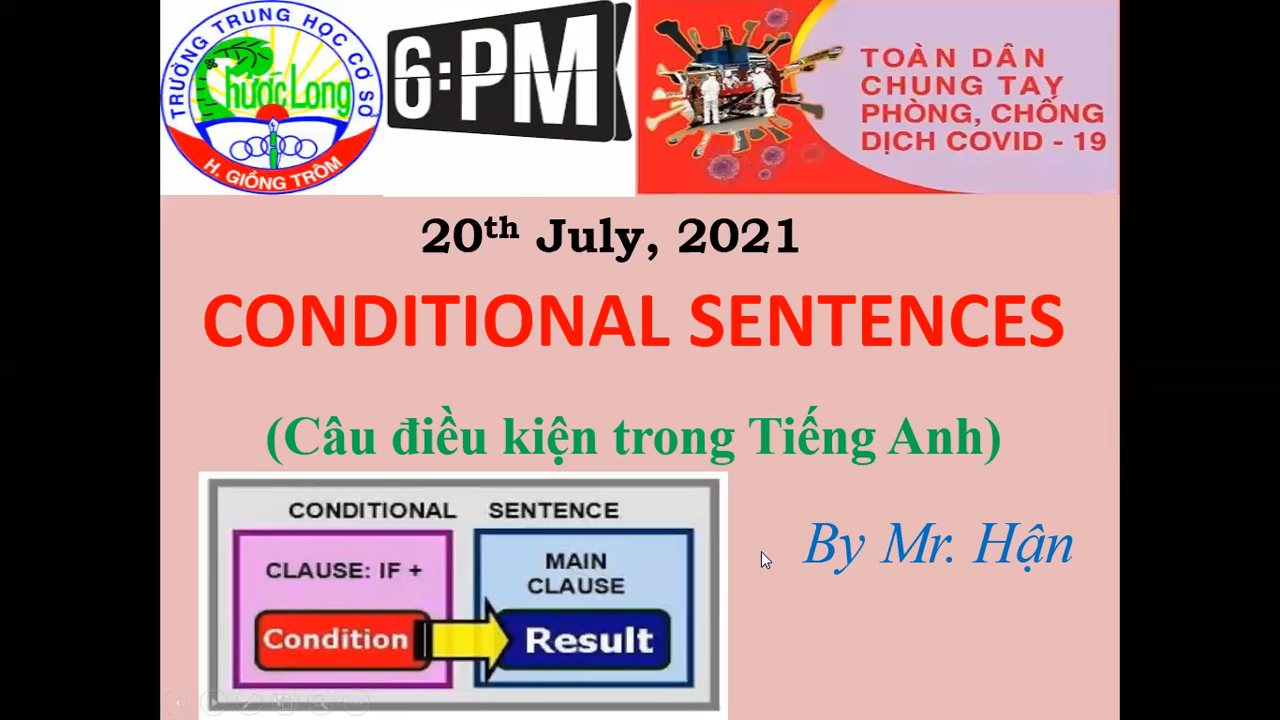 TRƯỜNG TRUNG HỌC CƠ SỞ
Phước Long
H. GIỒNG TRÔM
6:PM
TOÀN DÂN
CHUNG TAY
PHÒNG, CHỐNG
DỊCH COVID - 19
20th July, 2021
CONDITIONAL SENTENCES
(Câu điều kiện trong Tiếng Anh)
CONDITIONAL SENTENCE
CLAUSE: IF +
Condition
MAIN
CLAUSE
Result
By Mr. Hận